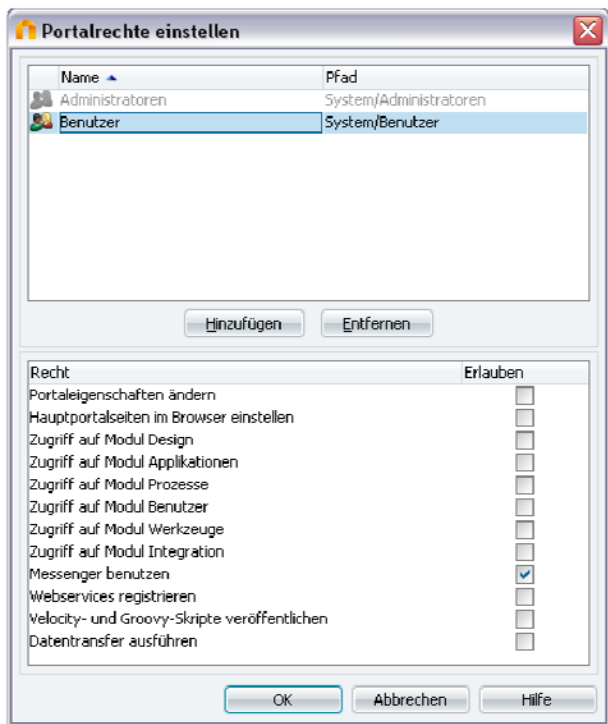 Portalrechte einstellen
Name Pfad
Administratoren System/Administratoren
Benutzer System/Benutzer
Hinzufügen Entfernen
Recht Erlauben
Portaleigenschaften ändern
Hauptportalseiten im Browser einstellen
Zugriff auf Modul Design
Zugriff auf Modul Applikationen
Zugriff auf Modul Prozesse
Zugriff auf Modul Benutzer
Zugriff auf Modul Werkzeuge
Zugriff auf Modul Integration
Messenger benutzen
Webservices registrieren
Velocity- und Groovy-Skripte veröffentlichen
Datentransfer ausführen
OK Abbrechen Hilfe